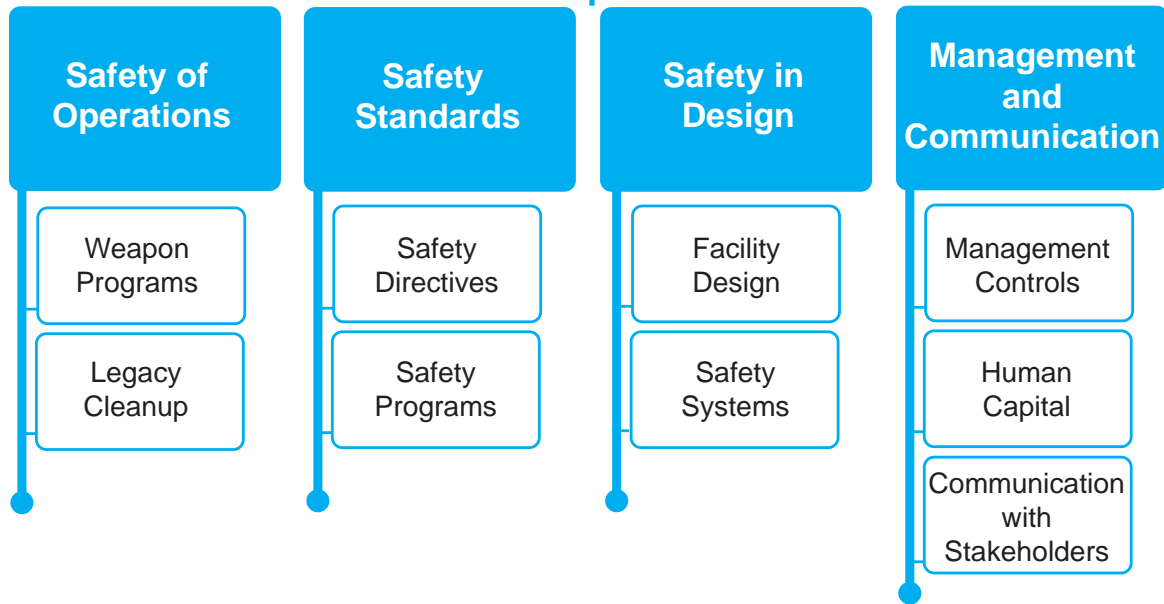 Safety of
Operations
Weapon
Programs
Legacy
Cleanup
Safety
Standards
Safety
Directives
Safety
Programs
Safety in
Design
Facility
Design
Safety
Systems
Management
and
Communication
Management
Controls
Human
Capital
Communication
with
Stakeholders